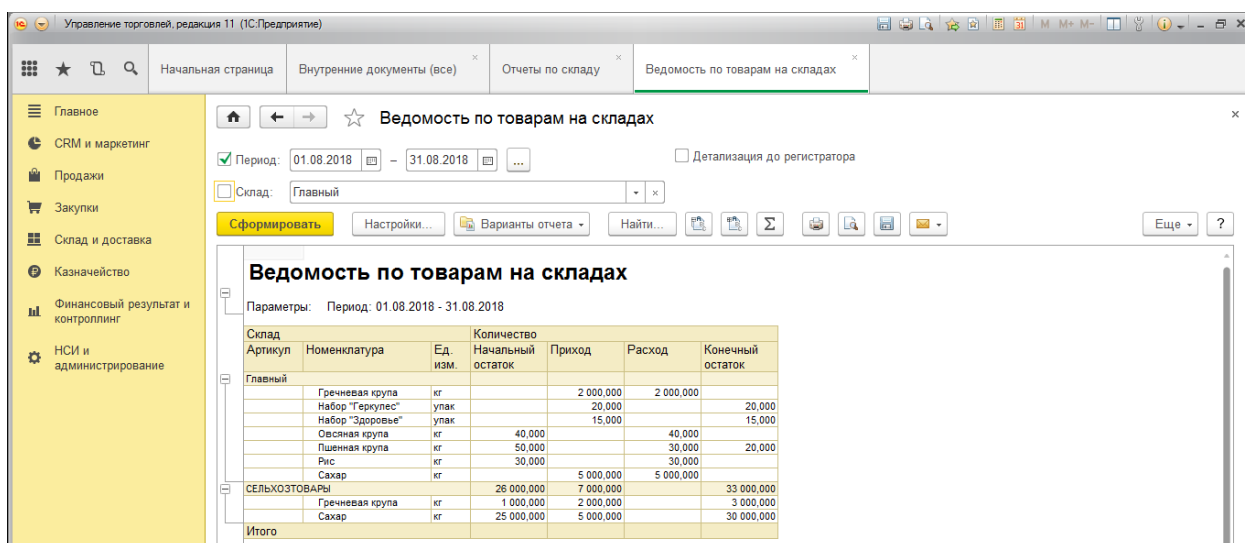 Управление торговлей, редакция 11 (1С:Предприятие)
M M+ M-
Начальная страница Внутренние документы (все) Отчеты по складу Ведомость по товарам на складах
Главное
CRM и маркетинг
Продажи
Закупки
Склад и доставка
Казначейство
Финансовый результат и
контроллинг
НСИ и
администрирование
Ведомость по товарам на складах
Период: 01.08.2018 – 31.08.2018 ... Детализация до регистратора
Склад: Главный
Сформировать Настройки... Варианты отчета Найти... Σ Еще ?
Ведомость по товарам на складах
Параметры: Период: 01.08.2018 - 31.08.2018
Склад Количество
Артикул Номенклатура Ед. Начальный Приход Расход Конечный
изм. остаток остаток
Главный
Гречневая крупа кг 2 000,000 2 000,000
Набор "Геркулес" упак 20,000 20,000
Набор "Здоровье" упак 15,000 15,000
Овсяная крупа кг 40,000 40,000
Пшенная крупа кг 50,000 30,000 20,000
Рис кг 30,000 30,000
Сахар кг 5 000,000 5 000,000
СЕЛЬХОЗТОВАРЫ 26 000,000 7 000,000 33 000,000
Гречневая крупа кг 1 000,000 2 000,000 3 000,000
Сахар кг 25 000,000 5 000,000 30 000,000
Итого